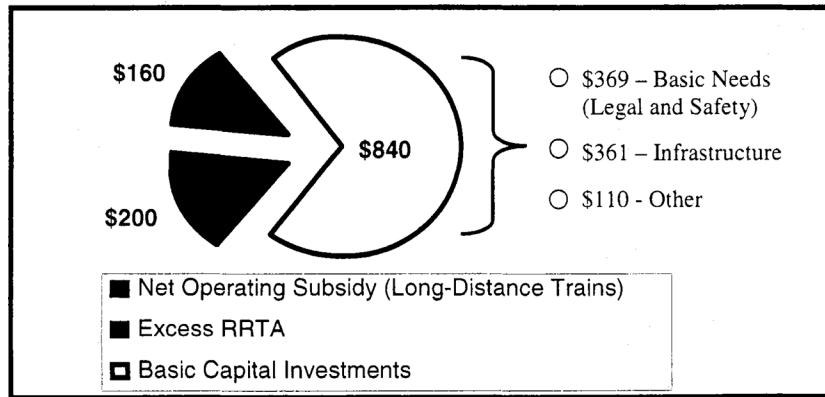 $160
$200
$840
○ $369 – Basic Needs
(Legal and Safety)
○ $361 – Infrastructure
○ $110 - Other
Net Operating Subsidy (Long-Distance Trains)
Excess RRTA
Basic Capital Investments